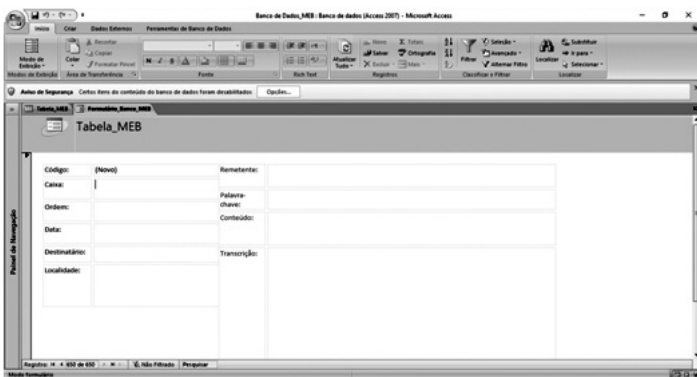 Banco de Dados_MEB : Banco de dados (Access 2007) - Microsoft Access
Início Criar Dados Externos Ferramentas de Banco de Dados
Modo de Exibição
Colar
Recortar
Copiar
Formatar Pincel
N I S
Atualizar Tudo
Novo
Salvar
Excluir
Totais
Ortografia
Mais
Filtrar
Seleção
Avançado
Alternar Filtro
Localizar
Substituir
Ir para
Selecionar
Modos de Exibição Área de Transferência Fonte Rich Text Registros Classificar e Filtrar Localizar
Aviso de Segurança Certos itens do conteúdo do banco de dados foram desabilitados Opções...
Tabela_MEB Formulário_Banco_MEB
Tabela_MEB
Painel de Navegação
Código: (Novo)
Caixa:
Ordem:
Data:
Destinatário:
Localidade:
Remetente:
Palavra-
chave:
Conteúdo:
Transcrição:
Registro: 650 de 650 Não Filtrado Pesquisar
Modo Formulário